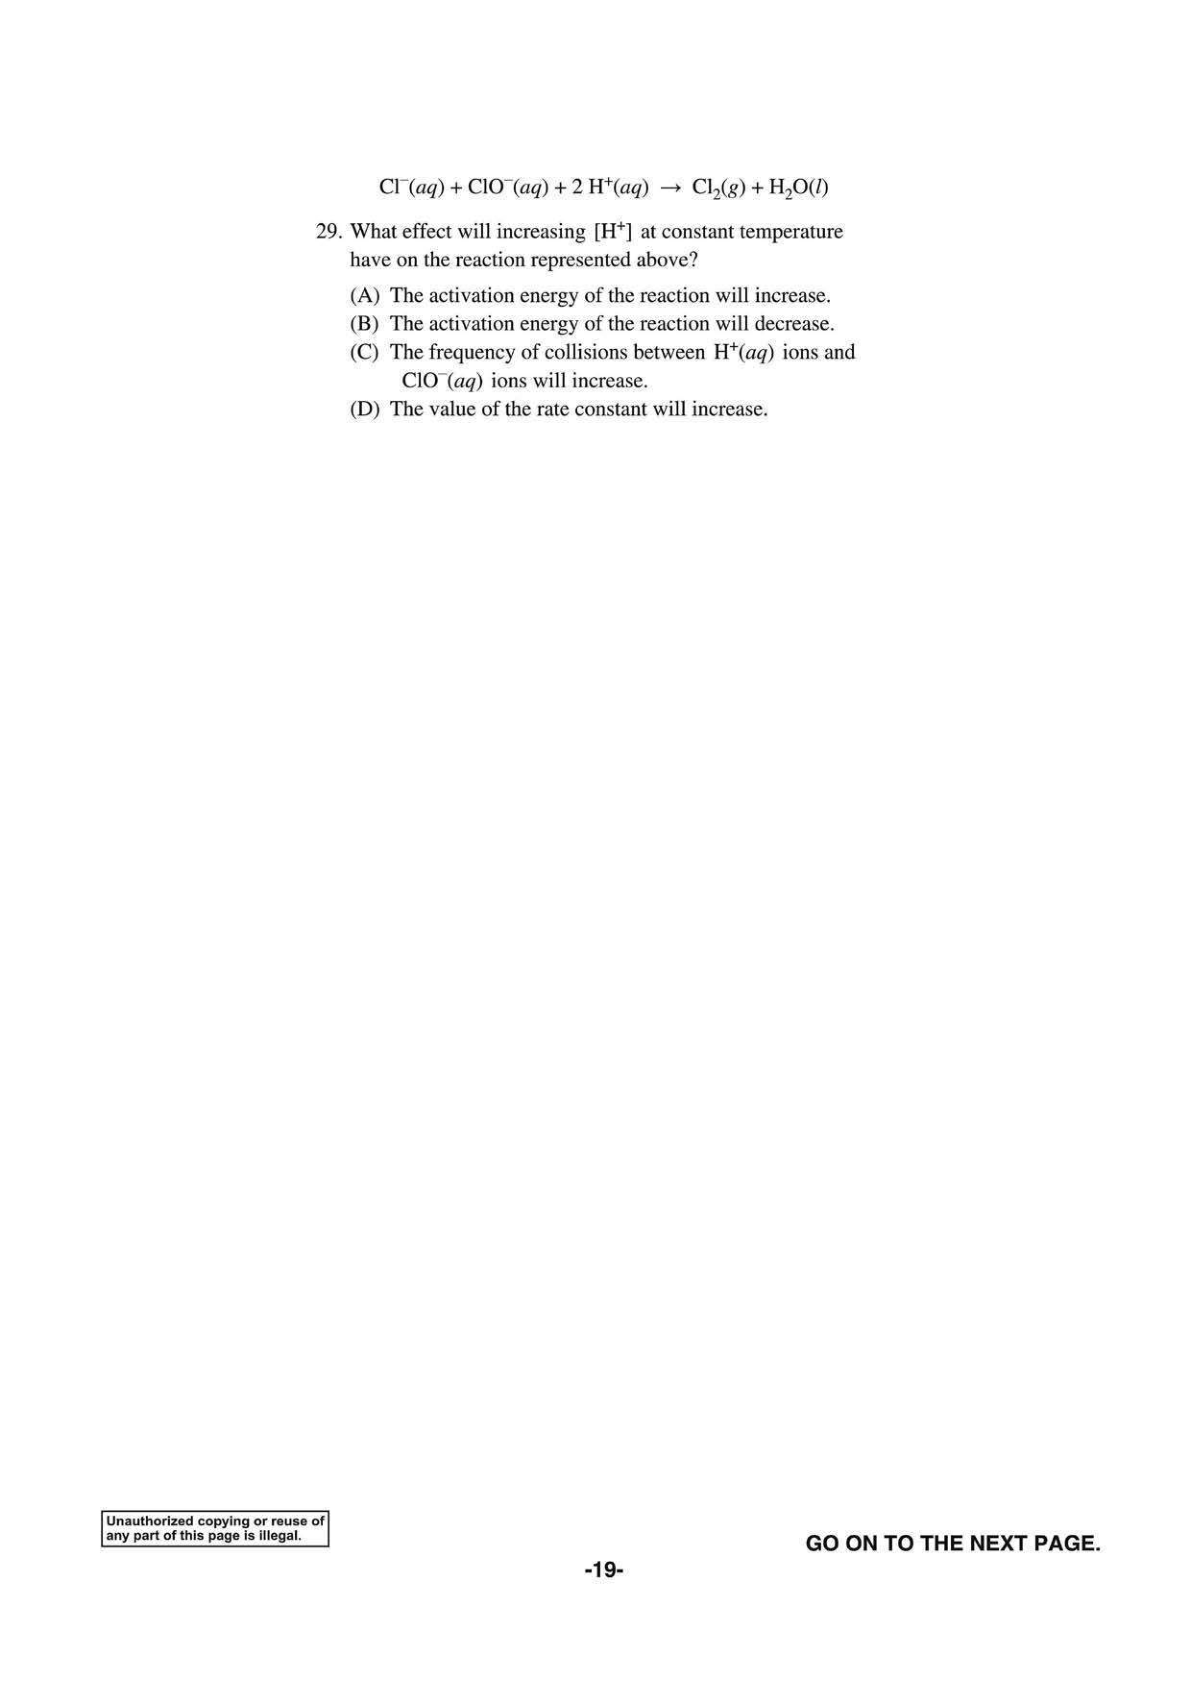 Cl⁻(aq) + ClO⁻(aq) + 2 H⁺(aq) → Cl₂(g) + H₂O(l)
29. What effect will increasing [H⁺] at constant temperature
have on the reaction represented above?
(A) The activation energy of the reaction will increase.
(B) The activation energy of the reaction will decrease.
(C) The frequency of collisions between H⁺(aq) ions and
ClO⁻(aq) ions will increase.
(D) The value of the rate constant will increase.
Unauthorized copying or reuse of
any part of this page is illegal.
GO ON TO THE NEXT PAGE.
-19-